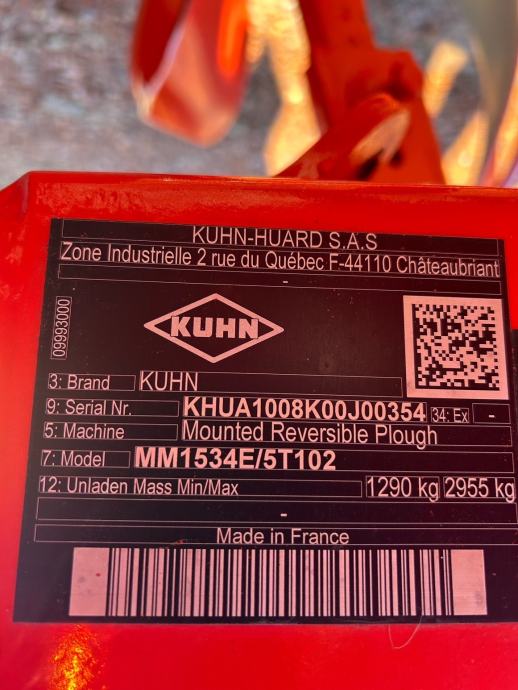 KUHN-HUARD S.A.S
Zone Industrielle 2 rue du Québec F-44110 Châteaubriant
-
09993000
KUHN
3: Brand KUHN
9: Serial Nr. KHUA1008K00J00354 34: Ex -
5: Machine Mounted Reversible Plough
7: Model MM1534E/5T102
12: Unladen Mass Min/Max 1290 kg 2955 kg
-
Made in France